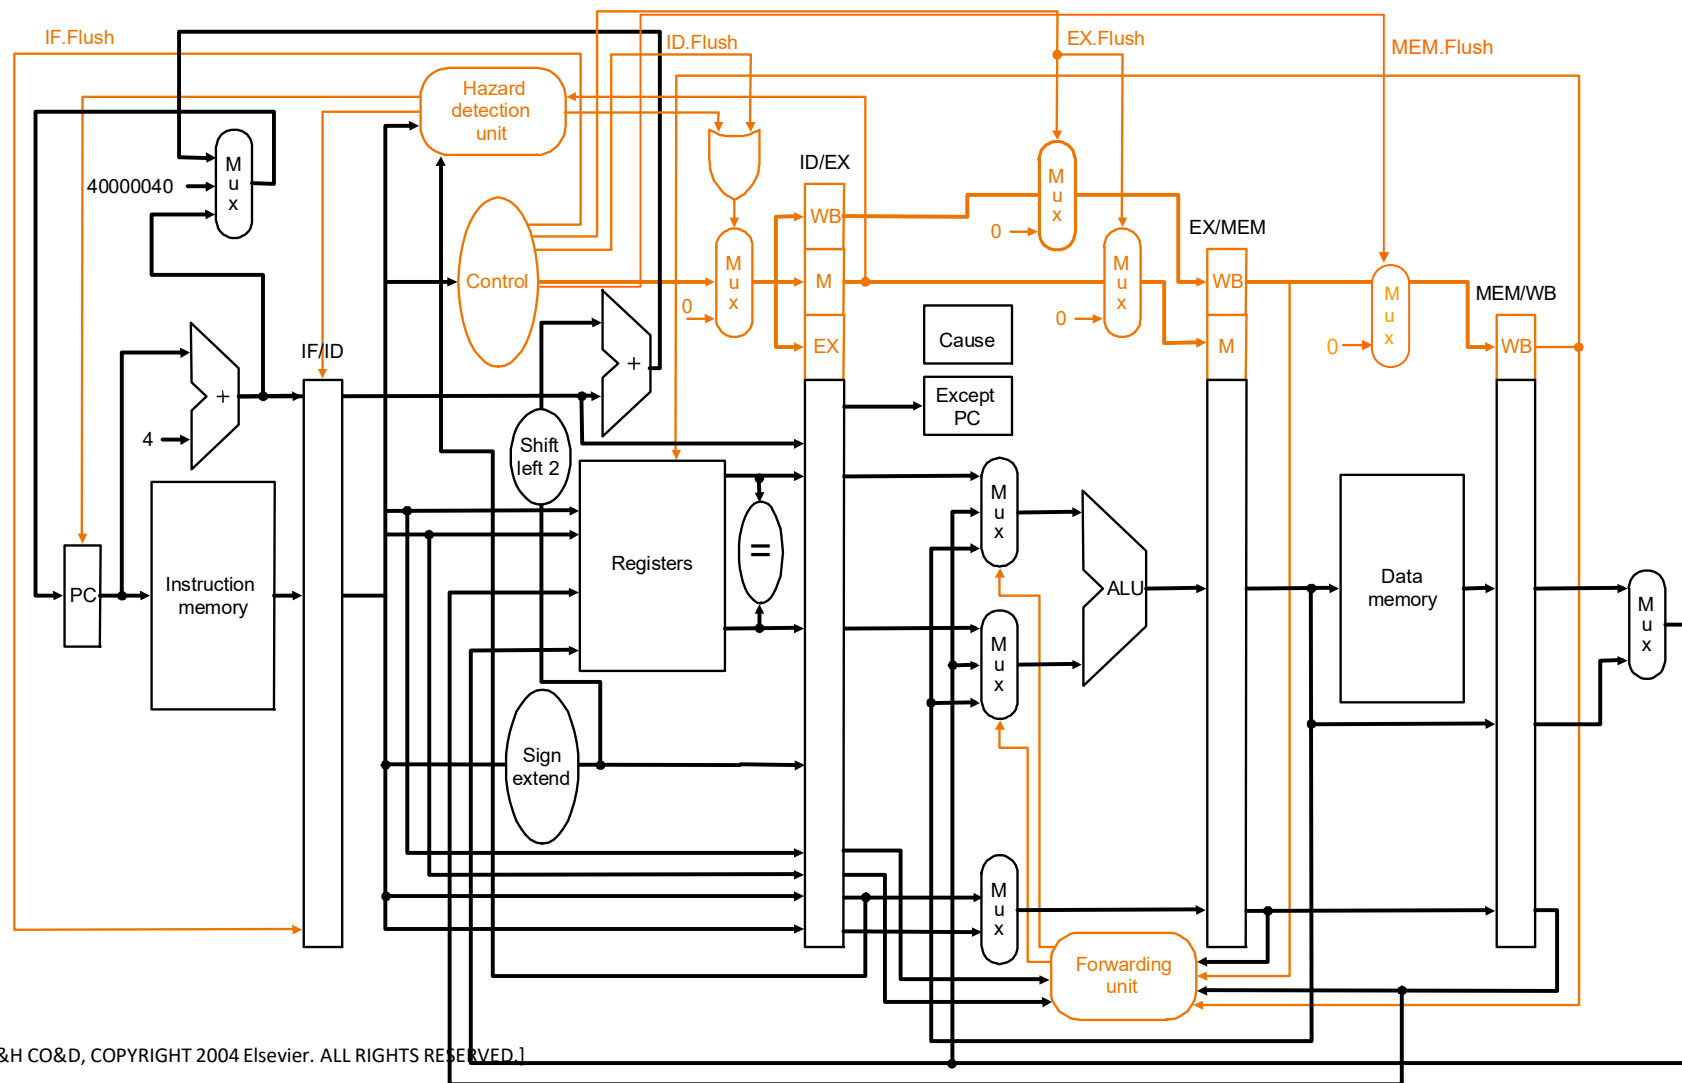 IF.Flush
ID.Flush
EX.Flush
MEM.Flush
Hazard
detection
unit
M
u
x
40000040
ID/EX
WB
M
EX
M
u
x
0
Control
M
u
x
0
M
u
x
0
EX/MEM
WB
M
M
u
x
0
MEM/WB
WB
Cause
Except
PC
IF/ID
+
4
+
Shift
left 2
PC
Instruction
memory
Registers
=
M
u
x
M
u
x
ALU
Data
memory
M
u
x
Sign
extend
M
u
x
Forwarding
unit
&H CO&D, COPYRIGHT 2004 Elsevier. ALL RIGHTS RESERVED.]